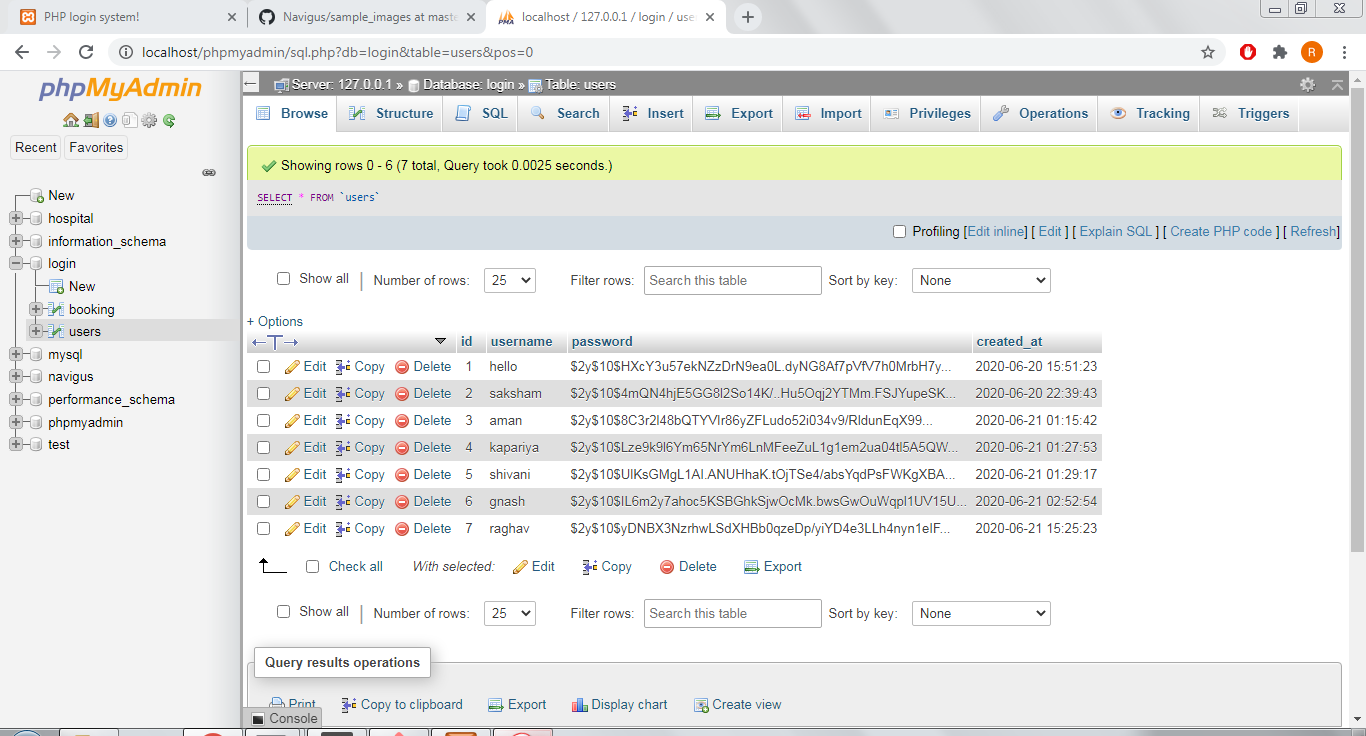 PHP login system!
Navigus/sample_images at maste
localhost / 127.0.0.1 / login / use
localhost/phpmyadmin/sql.php?db=login&table=users&pos=0
R
phpMyAdmin
Recent Favorites
New
hospital
information_schema
login
New
booking
users
mysql
navigus
performance_schema
phpmyadmin
test
Server: 127.0.0.1 » Database: login » Table: users
Browse Structure SQL Search Insert Export Import Privileges Operations Tracking Triggers
Showing rows 0 - 6 (7 total, Query took 0.0025 seconds.)
SELECT * FROM `users`
Profiling [Edit inline] [ Edit ] [ Explain SQL ] [ Create PHP code ] [ Refresh]
Show all | Number of rows: 25 Filter rows: Search this table Sort by key: None
+ Options
←T→ id username password created_at
Edit Copy Delete 1 hello $2y$10$HXcY3u57ekNZzDrN9ea0L.dyNG8Af7pVfV7h0MrbH7y... 2020-06-20 15:51:23
Edit Copy Delete 2 saksham $2y$10$4mQN4hjE5GG8l2So14K/..Hu5Oqj2YTMm.FSJYupeSK... 2020-06-20 22:39:43
Edit Copy Delete 3 aman $2y$10$8C3r2I48bQTYVIr86yZFLudo52i034v9/RldunEqX99... 2020-06-21 01:15:42
Edit Copy Delete 4 kapariya $2y$10$Lze9k9l6Ym65NrYm6LnMFeeZuL1g1em2ua04tl5A5QW... 2020-06-21 01:27:53
Edit Copy Delete 5 shivani $2y$10$UlKsGMgL1AI.ANUHhaK.tOjTSe4/absYqdPsFWKgXBA... 2020-06-21 01:29:17
Edit Copy Delete 6 gnash $2y$10$IL6m2y7ahoc5KSBGhkSjwOcMk.bwsGwOuWqpl1UV15U... 2020-06-21 02:52:54
Edit Copy Delete 7 raghav $2y$10$yDNBX3NzrhwLSdXHBb0qzeDp/yiYD4e3LLh4nyn1eIF... 2020-06-21 15:25:23
Check all With selected: Edit Copy Delete Export
Show all | Number of rows: 25 Filter rows: Search this table Sort by key: None
Query results operations
Print Copy to clipboard Export Display chart Create view
Console